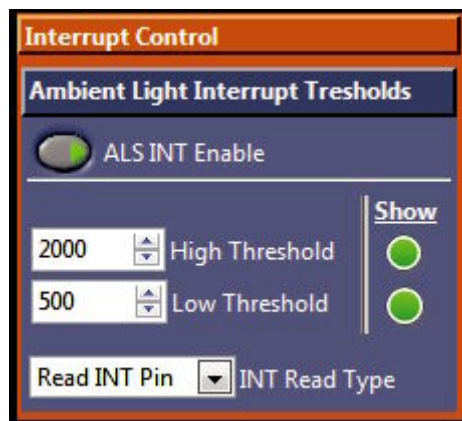 Interrupt Control
Ambient Light Interrupt Tresholds
ALS INT Enable
Show
2000 High Threshold
500 Low Threshold
Read INT Pin INT Read Type